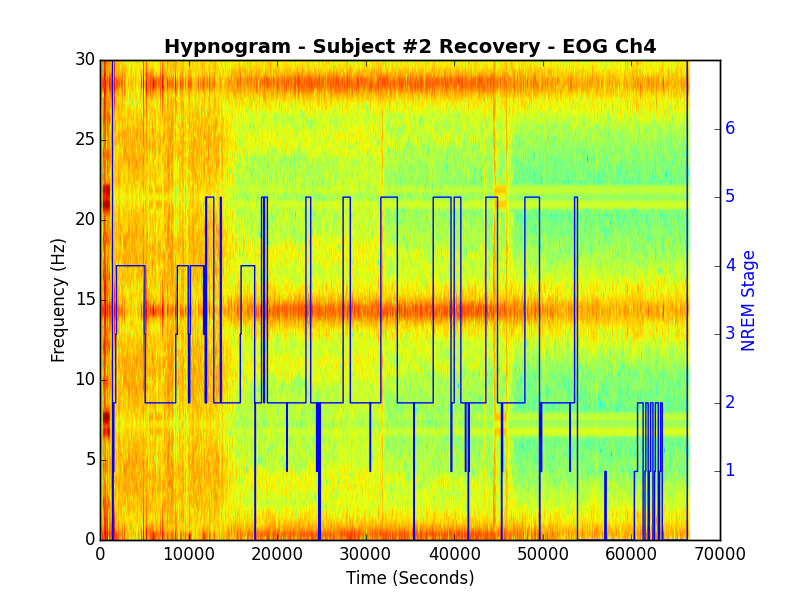 Hypnogram - Subject #2 Recovery - EOG Ch4
30
25
20
15
10
5
0
Frequency (Hz)
0 10000 20000 30000 40000 50000 60000 70000
Time (Seconds)
6
5
4
3
2
1
NREM Stage